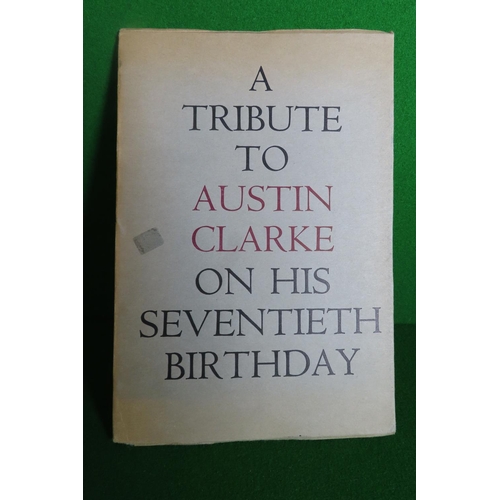 A
TRIBUTE
TO
AUSTIN
CLARKE
ON HIS
SEVENTIETH
BIRTHDAY